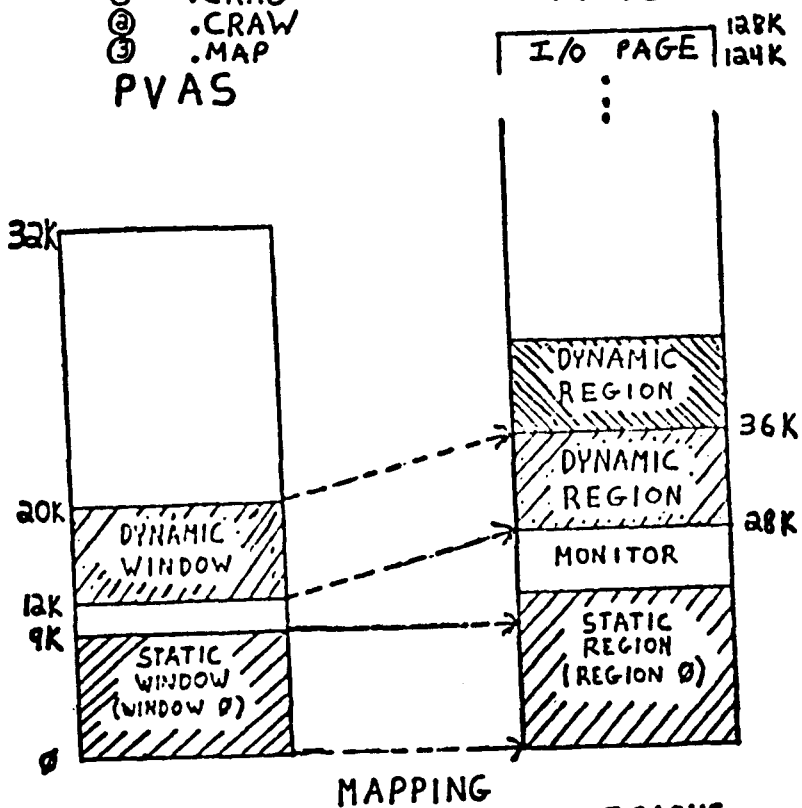 ② .CRAW
③ .MAP
PVAS
128K
I/O PAGE
124K
32K
DYNAMIC
REGION
36K
DYNAMIC
REGION
28K
MONITOR
20K
DYNAMIC
WINDOW
12K
9K
STATIC
WINDOW
(WINDOW Ø)
STATIC
REGION
(REGION Ø)
Ø
MAPPING